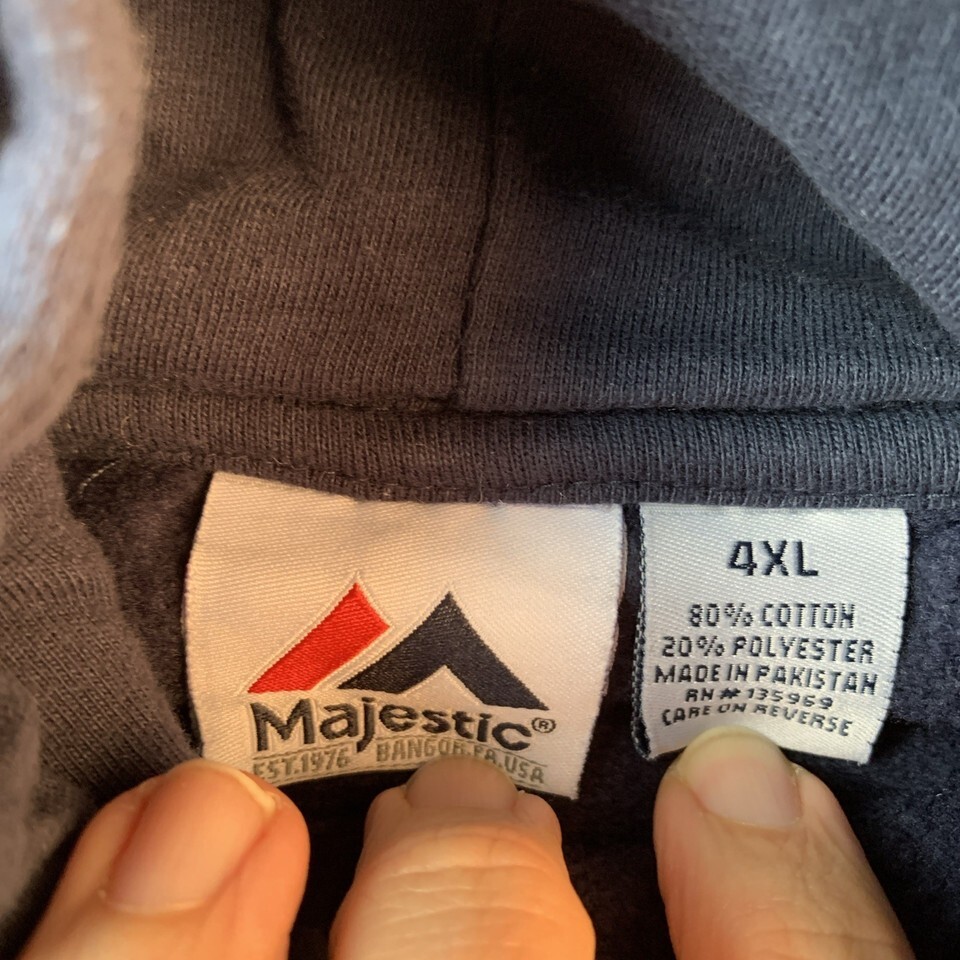 Majestic®
EST.1976 BANGOR.PA.USA
4XL
80% COTTON
20% POLYESTER
MADE IN PAKISTAN
RN # 135969
CARE ON REVERSE